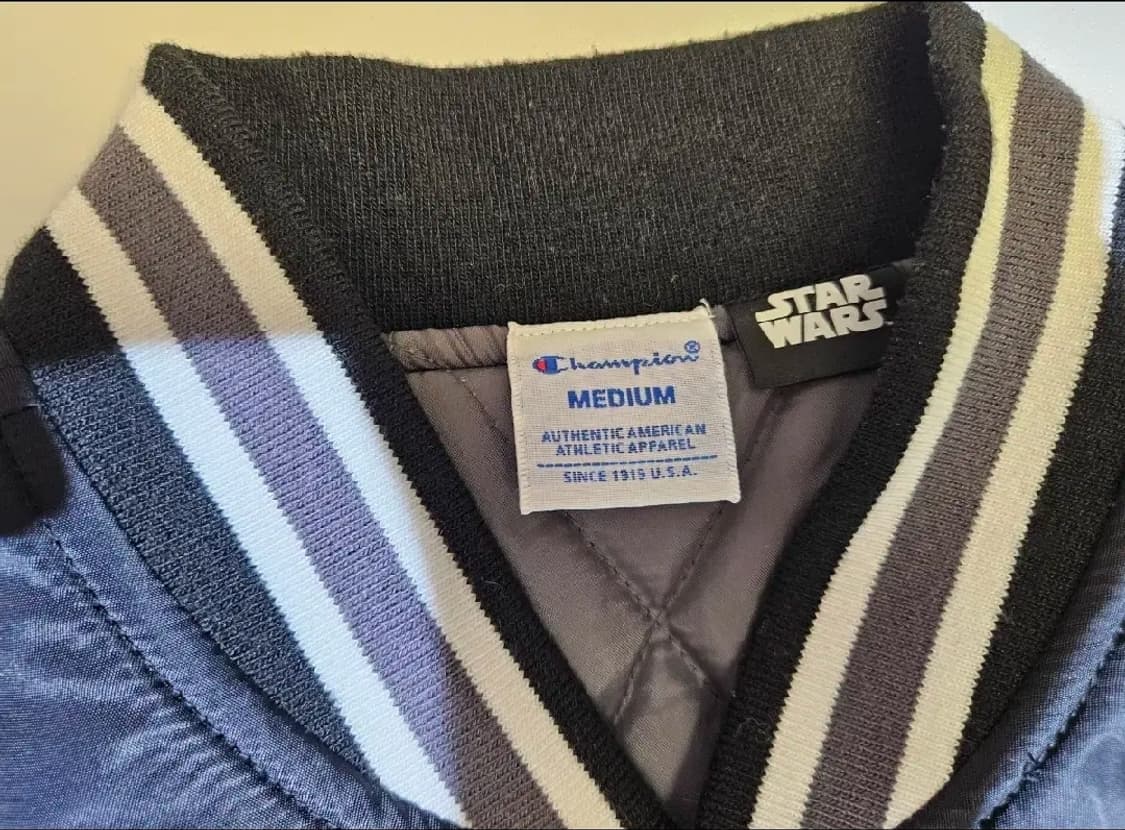 Champion®
MEDIUM
AUTHENTIC AMERICAN
ATHLETIC APPAREL
SINCE 1919 U.S.A.
STAR
WARS